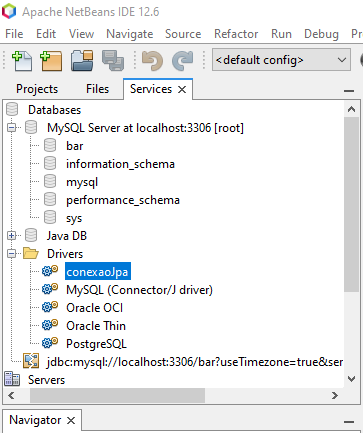 Apache NetBeans IDE 12.6
File Edit View Navigate Source Refactor Run
<default config>
Projects Files Services
Databases
MySQL Server at localhost:3306 [root]
bar
information_schema
mysql
performance_schema
sys
Java DB
Drivers
conexaoJpa
MySQL (Connector/J driver)
Oracle OCI
Oracle Thin
PostgreSQL
jdbc:mysql://localhost:3306/bar?useTimezone=true&ser
Servers
Navigator